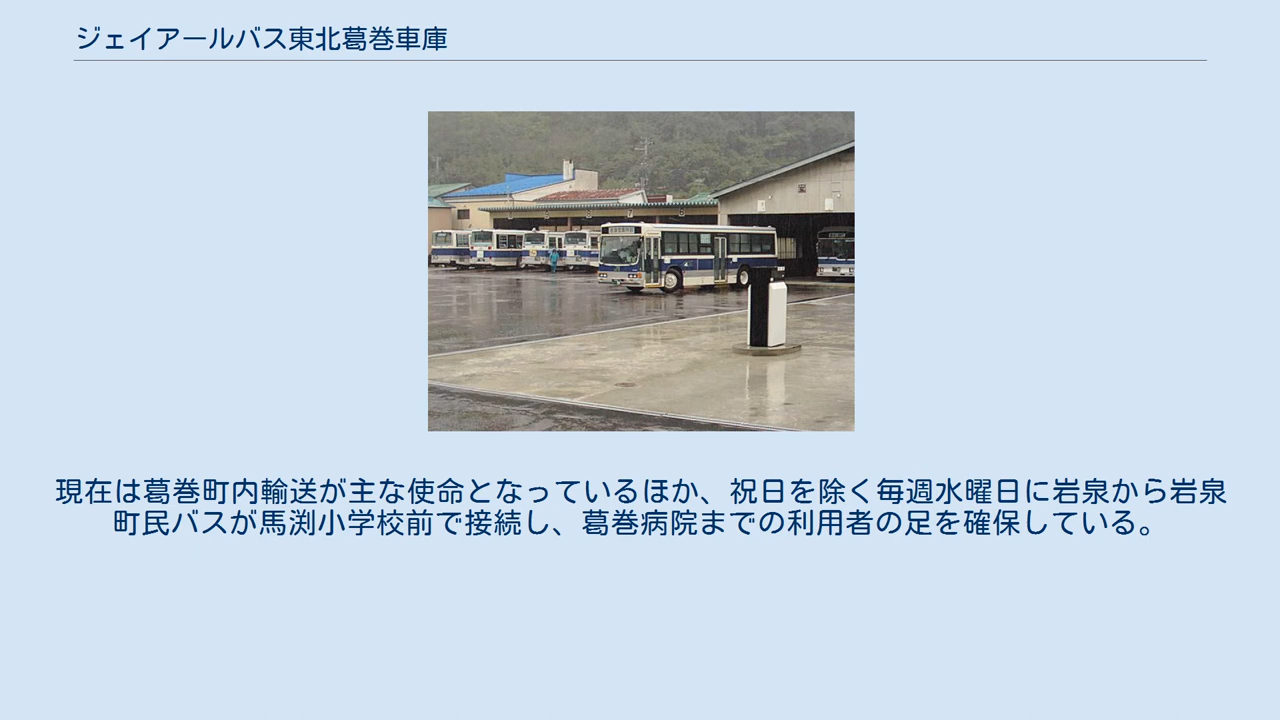 ジェイアールバス東北葛巻車庫
現在は葛巻町内輸送が主な使命となっているほか、祝日を除く毎週水曜日に岩泉から岩泉
町民バスが馬渕小学校前で接続し、葛巻病院までの利用者の足を確保している。